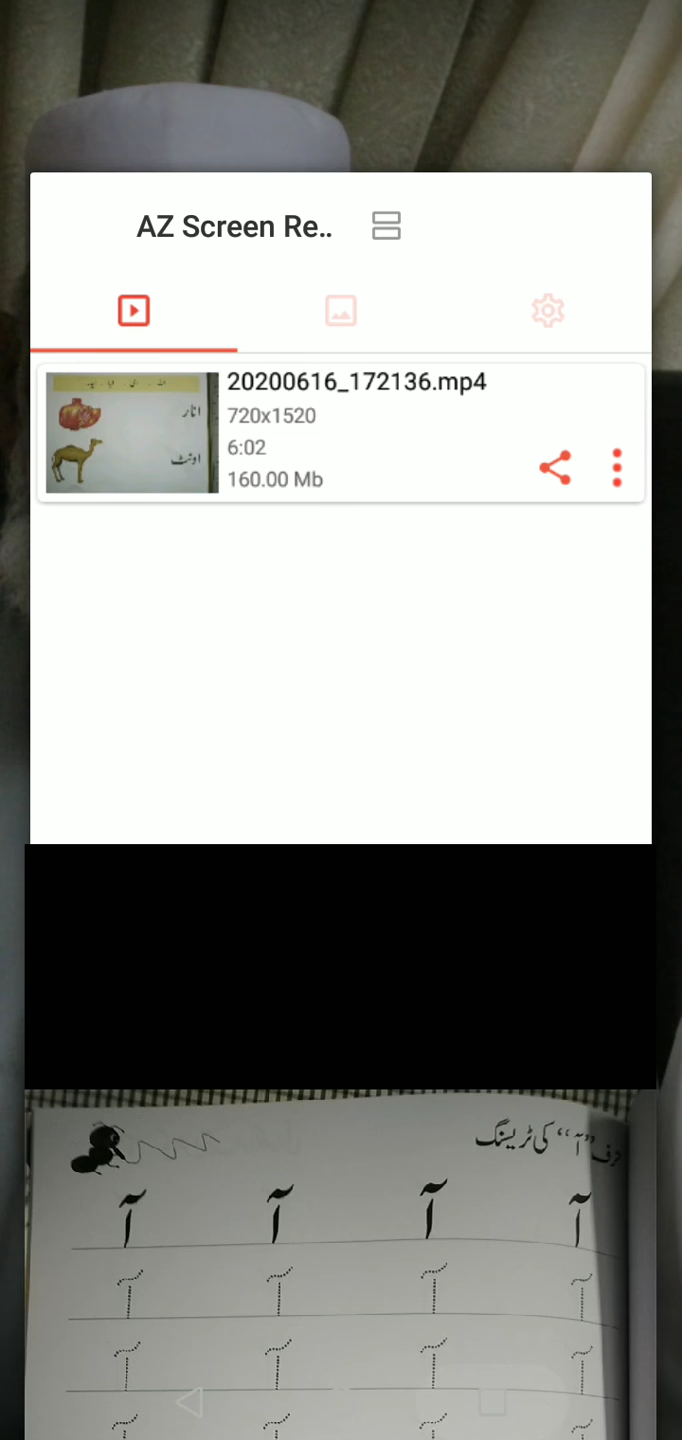 AZ Screen Re..
20200616_172136.mp4
720x1520
6:02
160.00 Mb
انار
اونٹ
حرف “آ” کی ٹریسنگ
آ آ آ آ
آ آ آ آ
آ آ آ آ